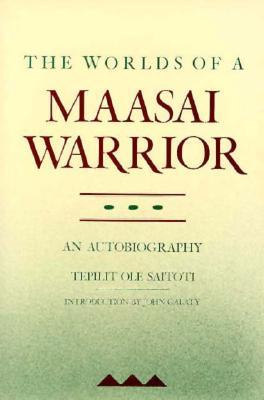 THE WORLDS OF A
MAASAI
WARRIOR
AN AUTOBIOGRAPHY
TEPILIT OLE SAITOTI
INTRODUCTION BY JOHN GALATY